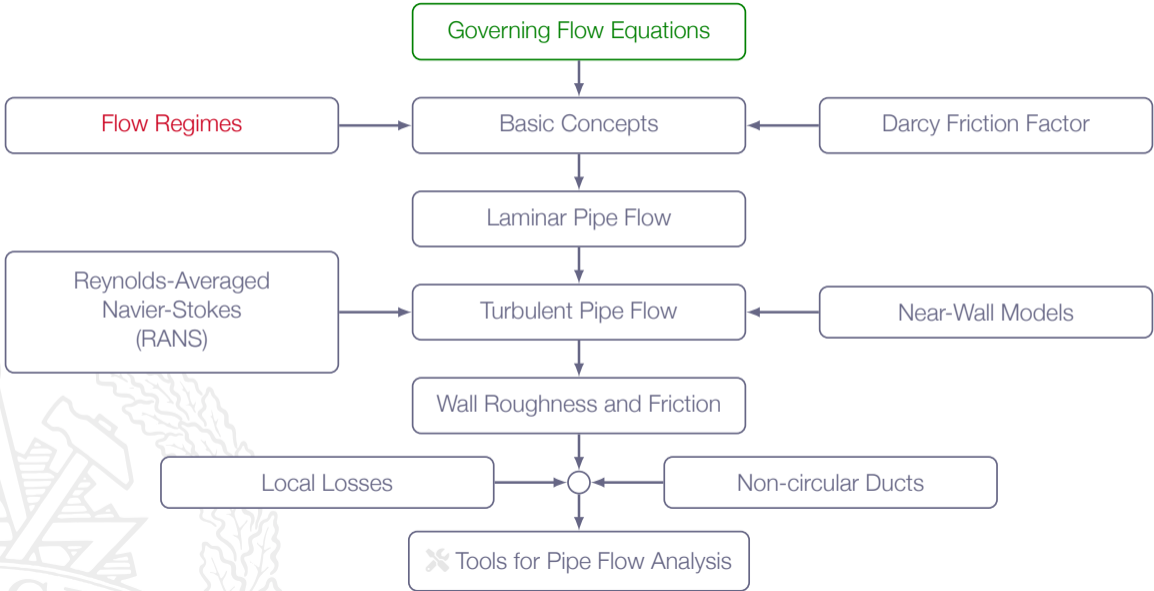 Governing Flow Equations
Flow Regimes
Basic Concepts
Darcy Friction Factor
Laminar Pipe Flow
Reynolds-Averaged
Navier-Stokes
(RANS)
Turbulent Pipe Flow
Near-Wall Models
Wall Roughness and Friction
Local Losses
Non-circular Ducts
Tools for Pipe Flow Analysis